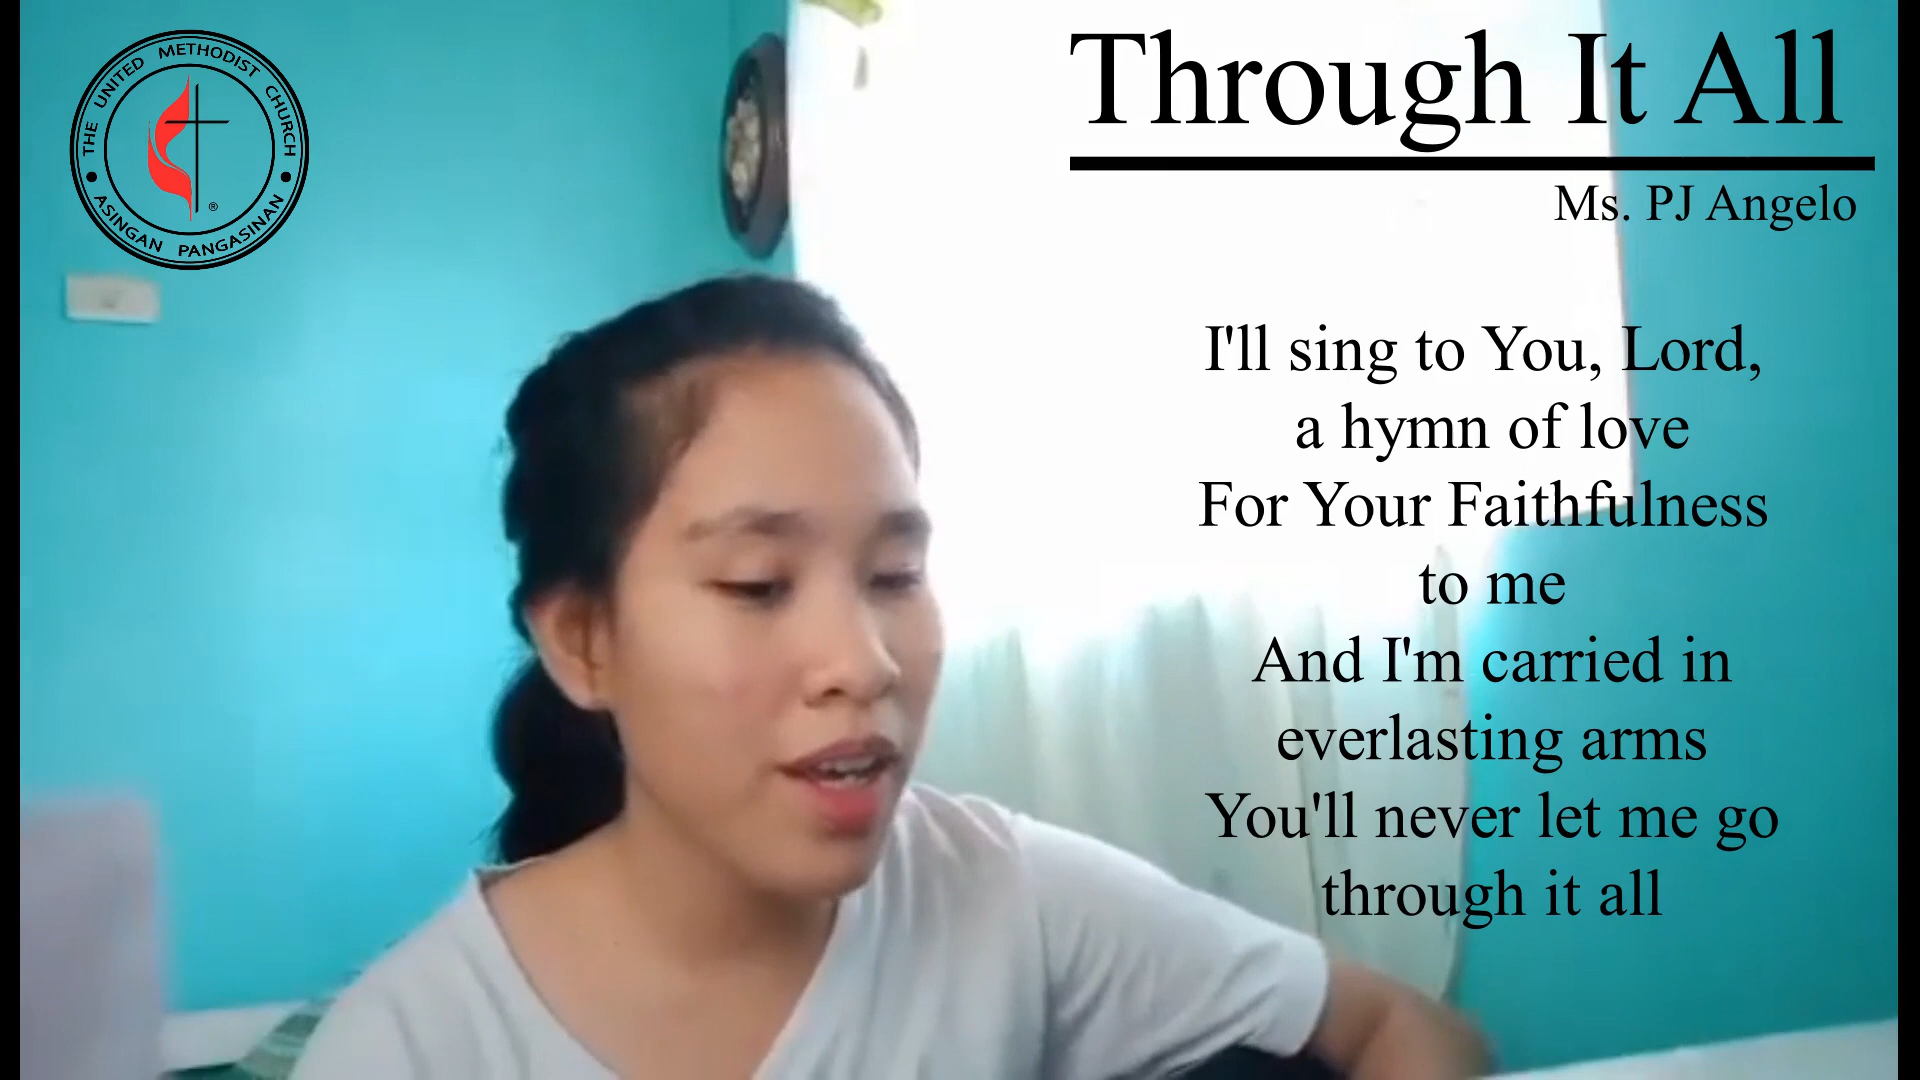 THE UNITED METHODIST CHURCH
ASINGAN PANGASINAN
®
Through It All
Ms. PJ Angelo
I'll sing to You, Lord,
a hymn of love
For Your Faithfulness
to me
And I'm carried in
everlasting arms
You'll never let me go
through it all